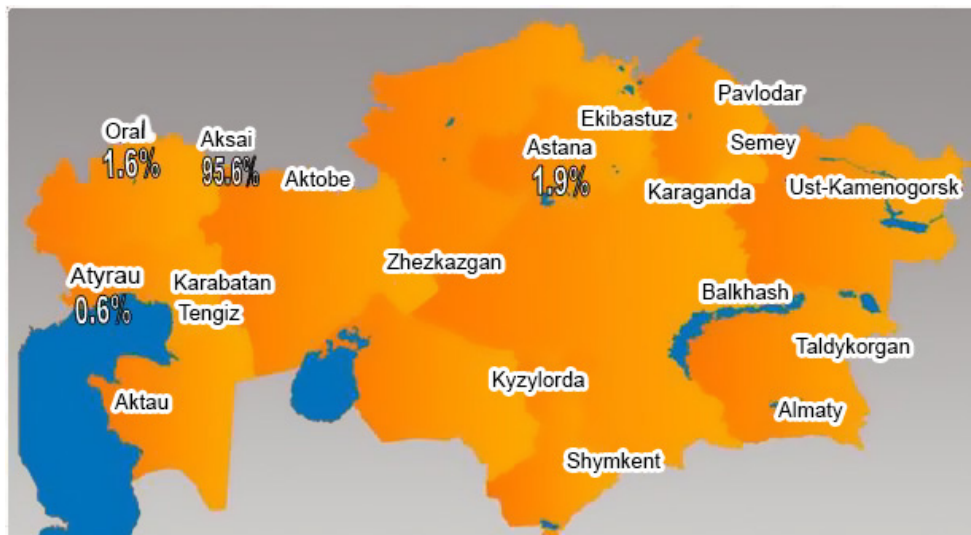 Pavlodar
Ekibastuz
Oral
Aksai
Astana
Semey
1.6%
95.6%
Aktobe
1.9%
Karaganda
Ust-Kamenogorsk
Zhezkazgan
Atyrau
Karabatan
0.6%
Tengiz
Balkhash
Taldykorgan
Kyzylorda
Aktau
Almaty
Shymkent